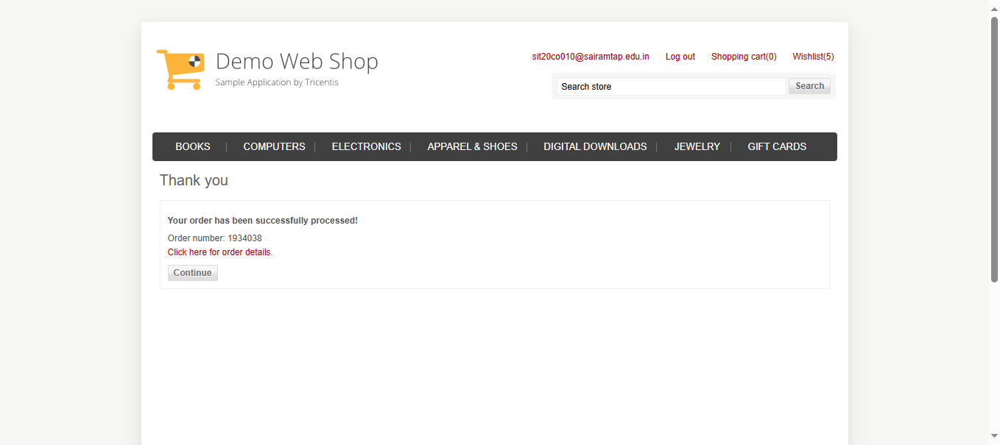 Demo Web Shop
Sample Application by Tricentis
sit20co010@sairamtap.edu.in Log out Shopping cart(0) Wishlist(5)
Search store Search
BOOKS COMPUTERS ELECTRONICS APPAREL & SHOES DIGITAL DOWNLOADS JEWELRY GIFT CARDS
Thank you
Your order has been successfully processed!
Order number: 1934038
Click here for order details.
Continue